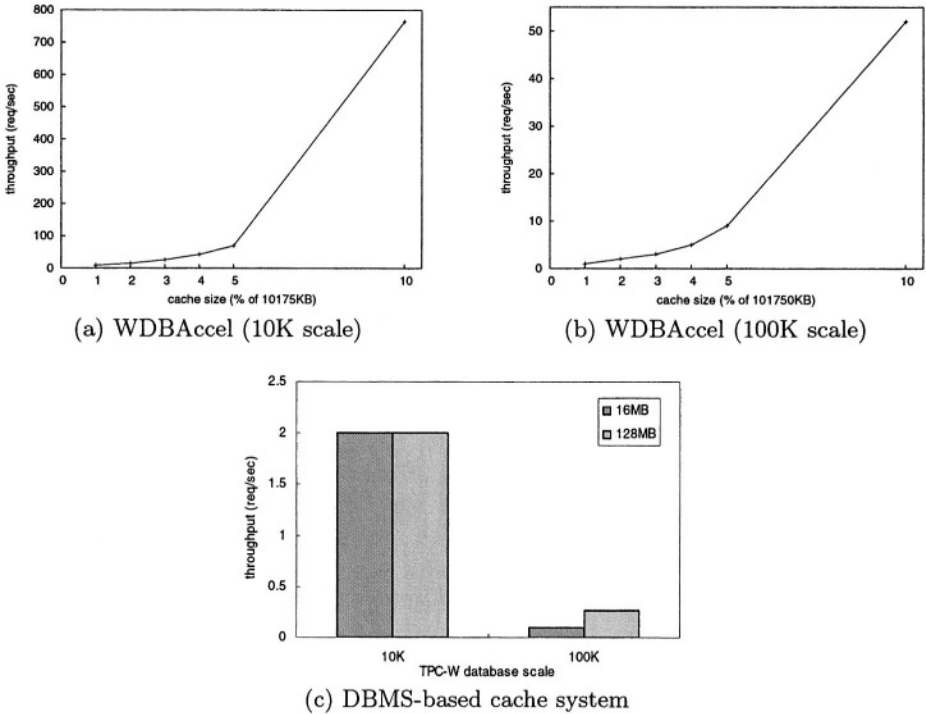 800
700
600
500
400
300
200
100
0
throughput (req/sec)
0 1 2 3 4 5 10
cache size (% of 10175KB)
(a) WDBAccel (10K scale)
50
40
30
20
10
0
throughput (req/sec)
0 1 2 3 4 5 10
cache size (% of 101750KB)
(b) WDBAccel (100K scale)
2.5
2
1.5
1
0.5
0
throughput (req/sec)
16MB
128MB
10K 100K
TPC-W database scale
(c) DBMS-based cache system